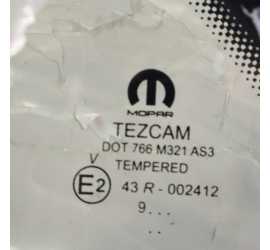 MOPAR
TEZCAM
DOT 766 M321 AS3
V
TEMPERED
E2 43 R - 002412
9...
..